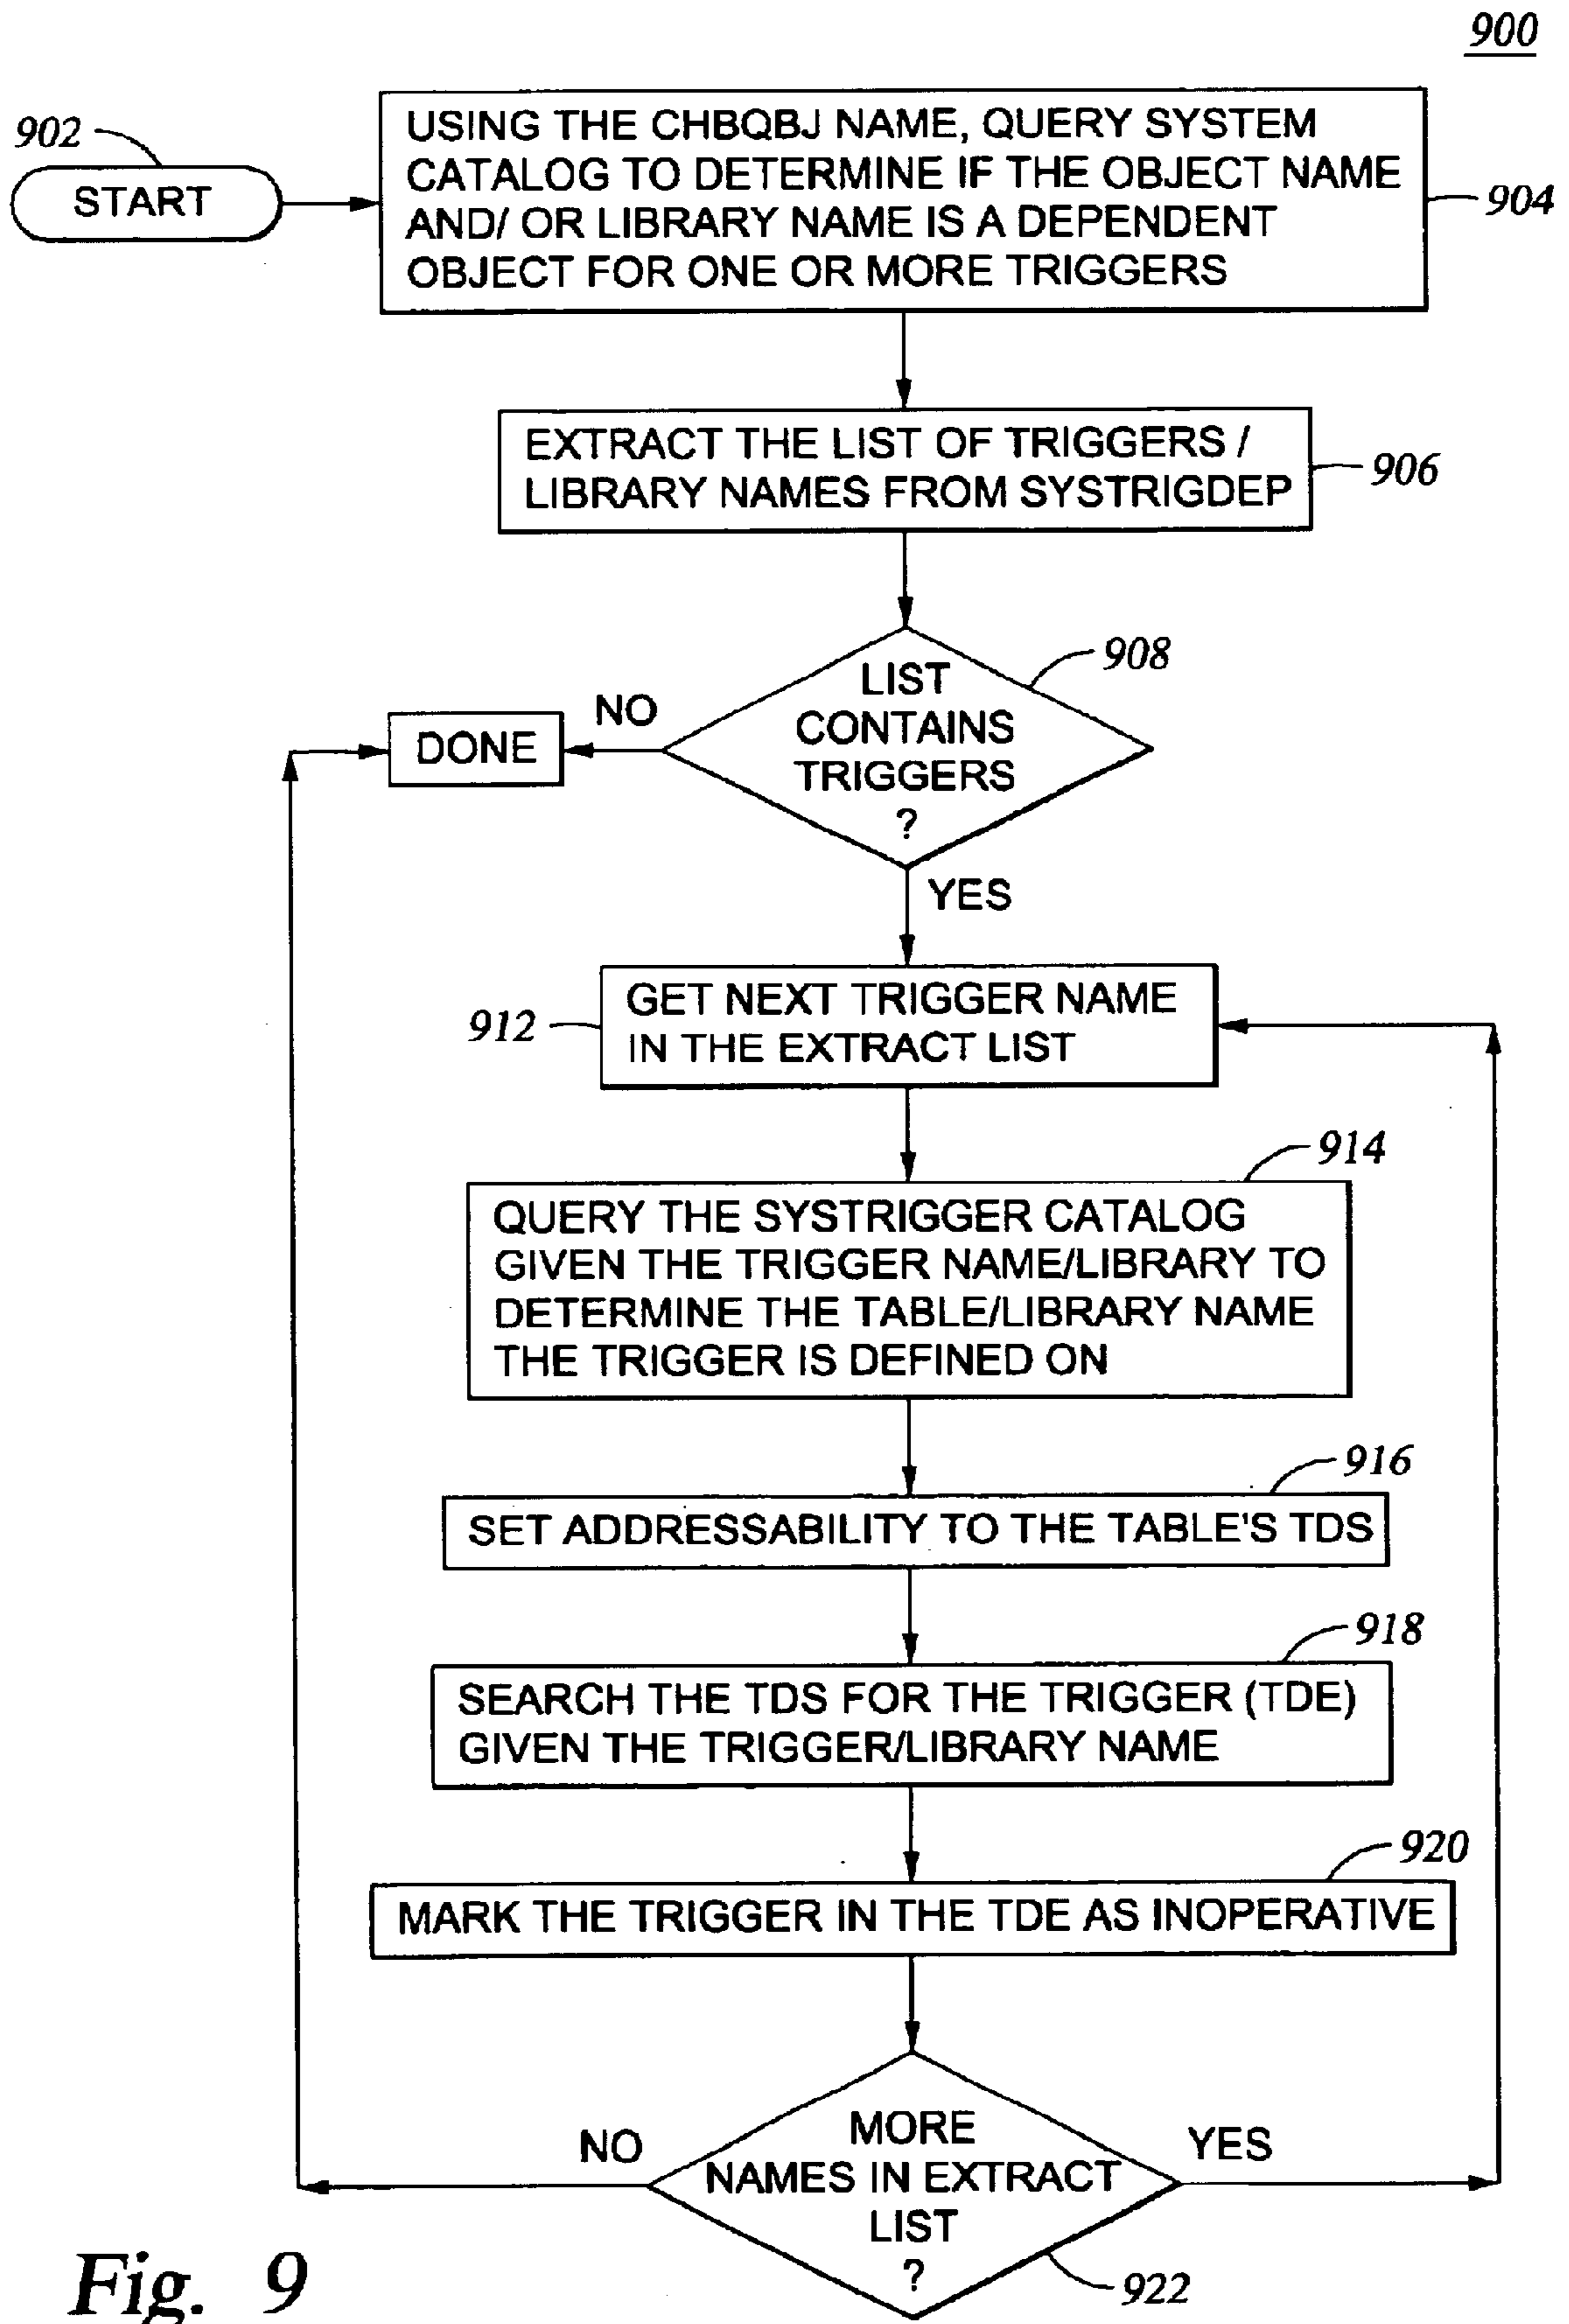 900
902
START
USING THE CHBQBJ NAME, QUERY SYSTEM
CATALOG TO DETERMINE IF THE OBJECT NAME
AND/ OR LIBRARY NAME IS A DEPENDENT
OBJECT FOR ONE OR MORE TRIGGERS
904
EXTRACT THE LIST OF TRIGGERS /
LIBRARY NAMES FROM SYSTRIGDEP
906
LIST
CONTAINS
TRIGGERS
?
908
NO
DONE
YES
GET NEXT TRIGGER NAME
IN THE EXTRACT LIST
912
914
QUERY THE SYSTRIGGER CATALOG
GIVEN THE TRIGGER NAME/LIBRARY TO
DETERMINE THE TABLE/LIBRARY NAME
THE TRIGGER IS DEFINED ON
916
SET ADDRESSABILITY TO THE TABLE'S TDS
918
SEARCH THE TDS FOR THE TRIGGER (TDE)
GIVEN THE TRIGGER/LIBRARY NAME
920
MARK THE TRIGGER IN THE TDE AS INOPERATIVE
NO
MORE
NAMES IN EXTRACT
LIST
?
YES
922
Fig. 9